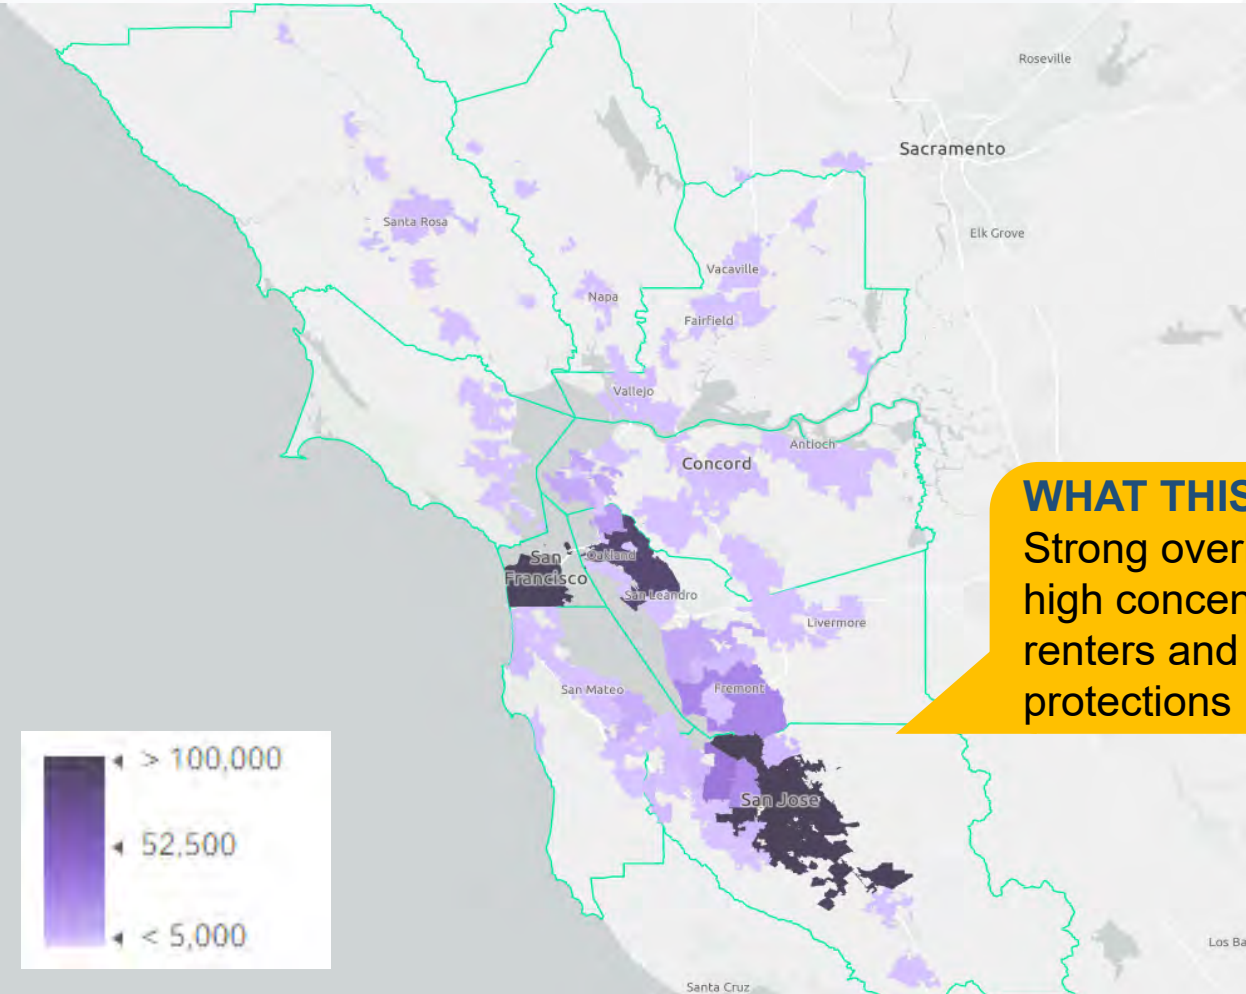 Roseville
Sacramento
Elk Grove
Santa Rosa
Vacaville
Napa
Fairfield
Vallejo
Antioch
Concord
San
Francisco
Oakland
San Leandro
Livermore
San Mateo
Fremont
San Jose
Santa Cruz
WHAT THIS
Strong over
high concen
renters and
protections
> 100,000
52,500
< 5,000
Los Ba